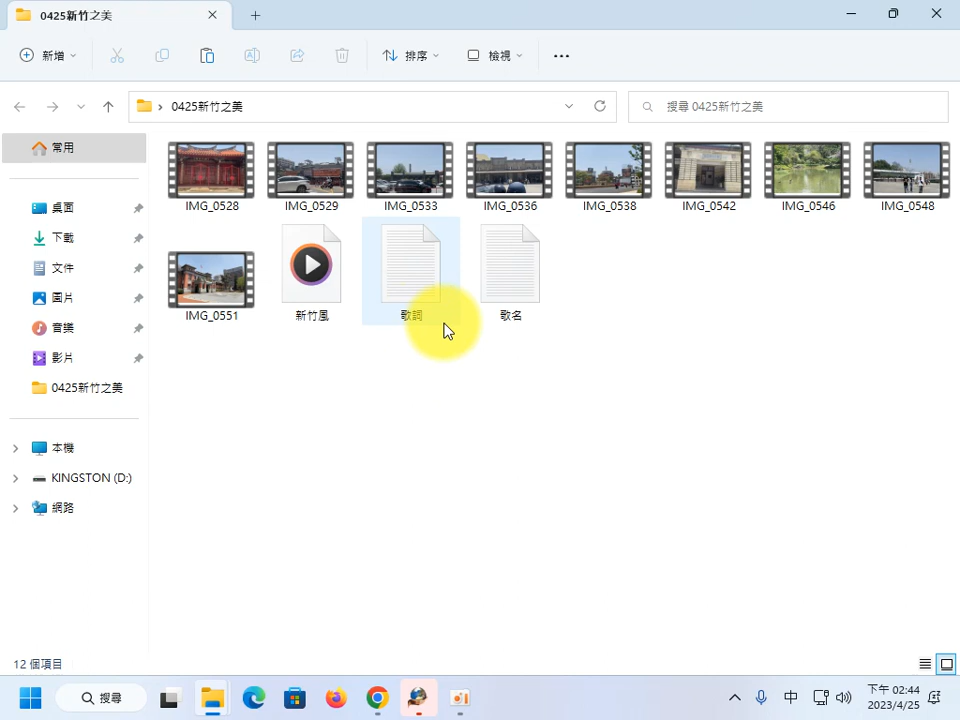 0425新竹之美
新增
排序
檢視
0425新竹之美
搜尋 0425新竹之美
常用
桌面
下載
文件
圖片
音樂
影片
0425新竹之美
本機
KINGSTON (D:)
網路
IMG_0528
IMG_0529
IMG_0533
IMG_0536
IMG_0538
IMG_0542
IMG_0546
IMG_0548
IMG_0551
新竹風
歌詞
歌名
12 個項目
搜尋
中
下午 02:44
2023/4/25